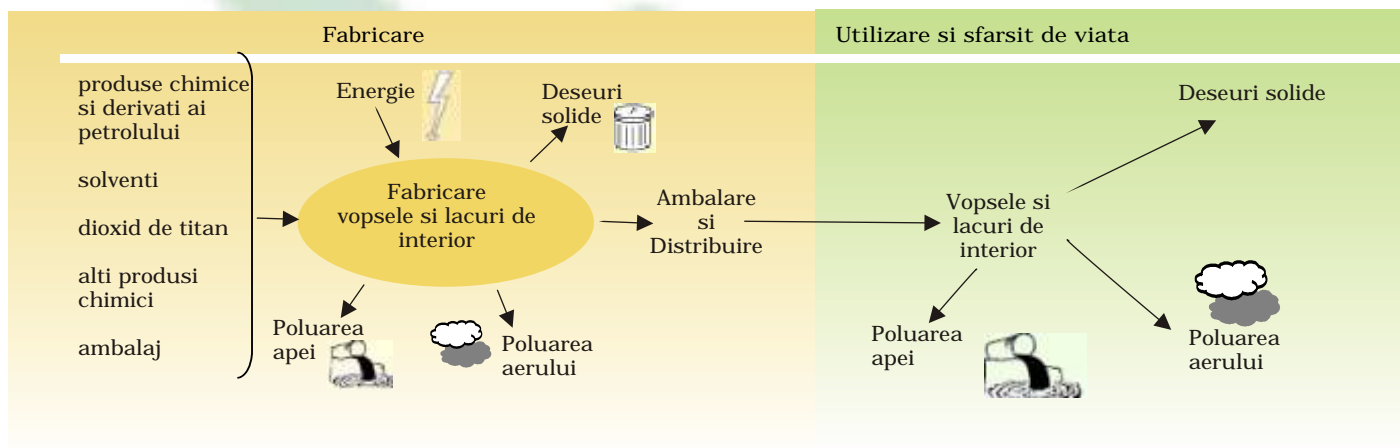 Fabricare
Utilizare si sfarsit de viata
produse chimice
si derivati ai
petrolului
solventi
dioxid de titan
alti produsi
chimici
ambalaj
Energie
Deseuri
solide
Fabricare
vopsele si lacuri de
interior
Ambalare
si
Distribuire
Poluarea
apei
Poluarea
aerului
Vopsele si
lacuri de
interior
Deseuri solide
Poluarea
apei
Poluarea
aerului